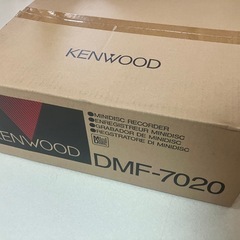 KENWOOD
KENWOOD
MINIDISC RECORDER
ENREGISTREUR MINIDISC
GRABADOR DE MINIDISC
REGISTRATORE DI MINIDISC
DMF-7020